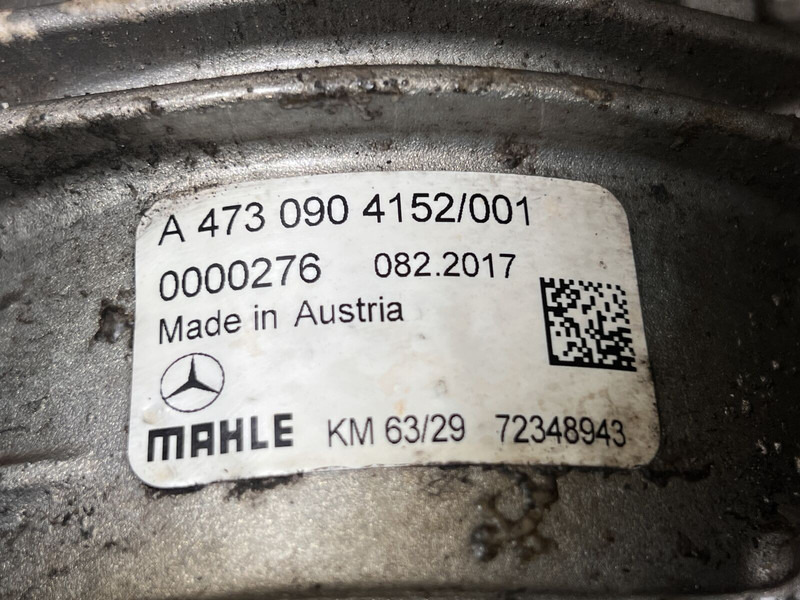 A 473 090 4152/001
0000276 082.2017
Made in Austria
MAHLE KM 63/29 72348943